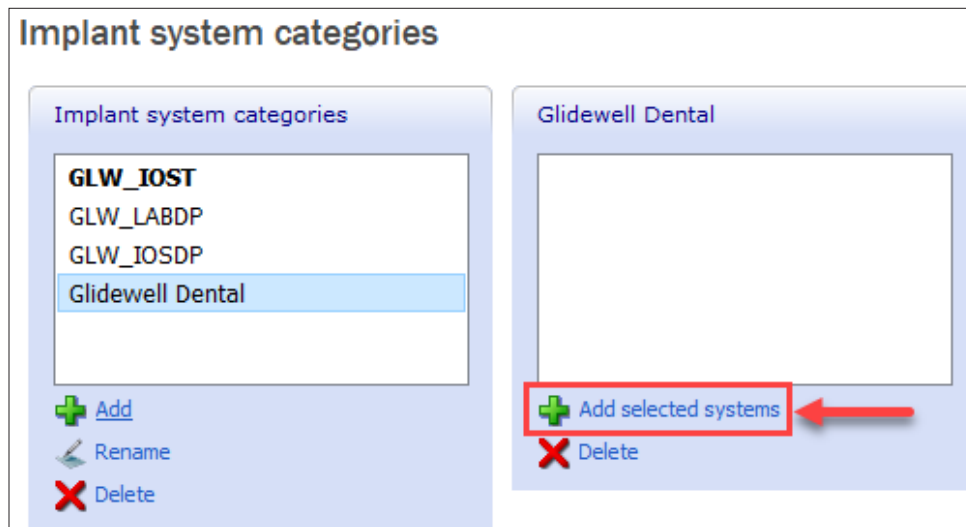 Implant system categories
Implant system categories
GLW_IOST
GLW_LABDP
GLW_IOSDP
Glidewell Dental
Add
Rename
Delete
Glidewell Dental
Add selected systems
Delete